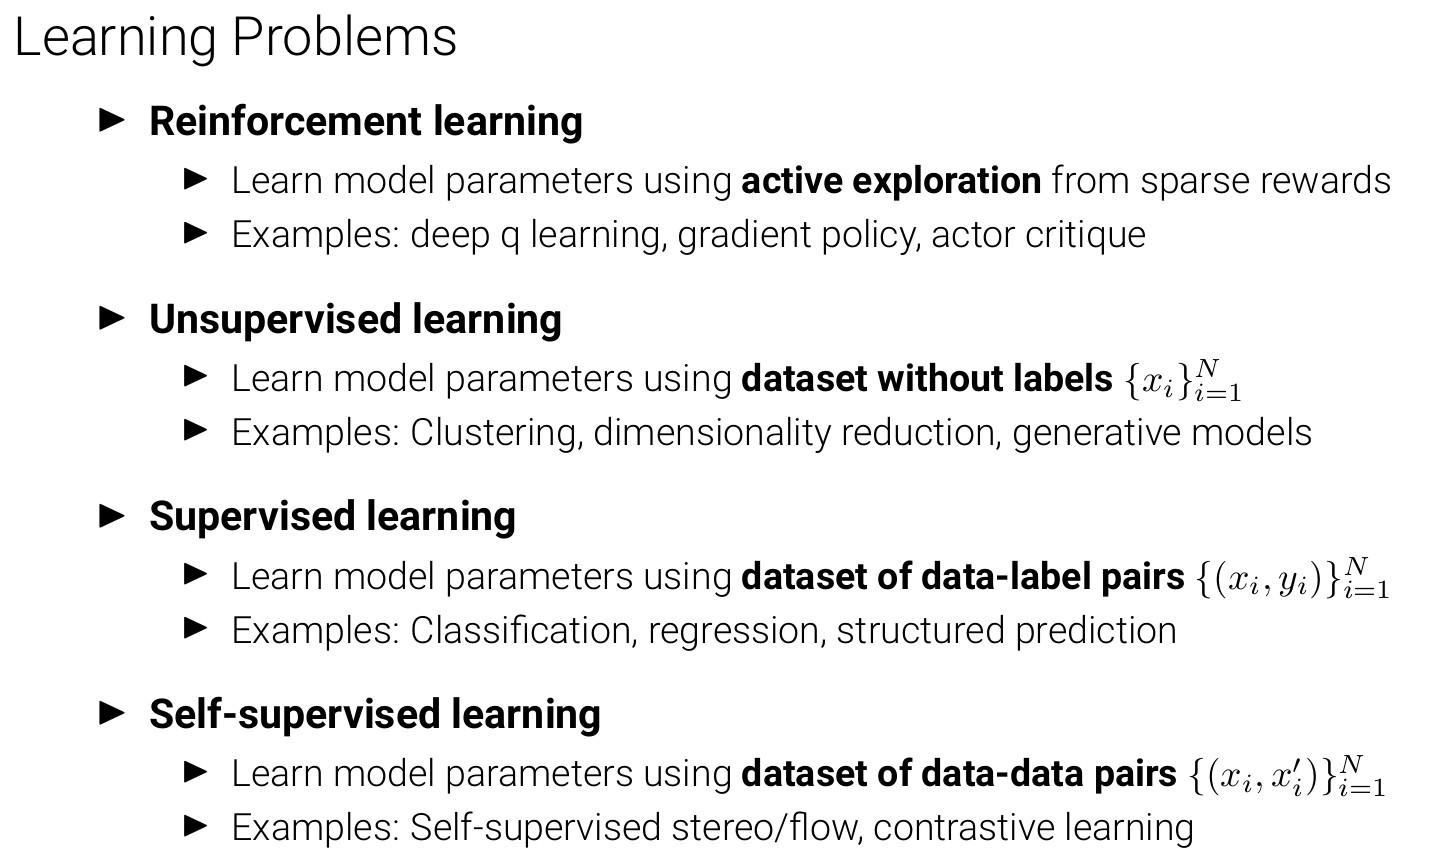 Learning Problems
▶ Reinforcement learning
▶ Learn model parameters using active exploration from sparse rewards
▶ Examples: deep q learning, gradient policy, actor critique
▶ Unsupervised learning
▶ Learn model parameters using dataset without labels $\{x_i\}_{i=1}^N$
▶ Examples: Clustering, dimensionality reduction, generative models
▶ Supervised learning
▶ Learn model parameters using dataset of data-label pairs $\{(x_i, y_i)\}_{i=1}^N$
▶ Examples: Classification, regression, structured prediction
▶ Self-supervised learning
▶ Learn model parameters using dataset of data-data pairs $\{(x_i, x_i')\}_{i=1}^N$
▶ Examples: Self-supervised stereo/flow, contrastive learning